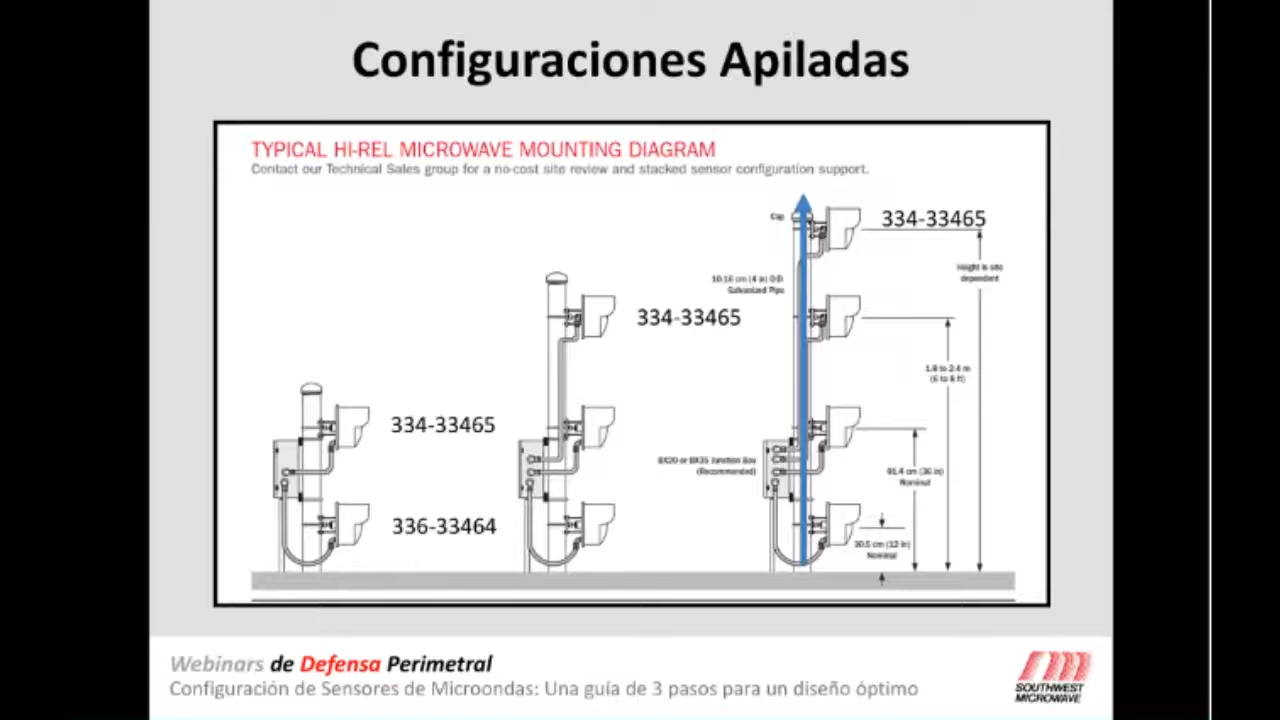 Configuraciones Apiladas
TYPICAL HI-REL MICROWAVE MOUNTING DIAGRAM
Contact our Technical Sales group for a no-cost site review and stacked sensor configuration support.
Cap
334-33465
Height is site
dependent
10.16 cm (4 in) O.D.
Galvanized Pipe
334-33465
1.8 to 2.4 m
(6 to 8 ft)
334-33465
BX20 or BX35 Junction Box
(Recommended)
91.4 cm (36 in)
Nominal
336-33464
30.5 cm (12 in)
Nominal
Webinars de Defensa Perimetral
Configuración de Sensores de Microondas: Una guía de 3 pasos para un diseño óptimo
SOUTHWEST
MICROWAVE